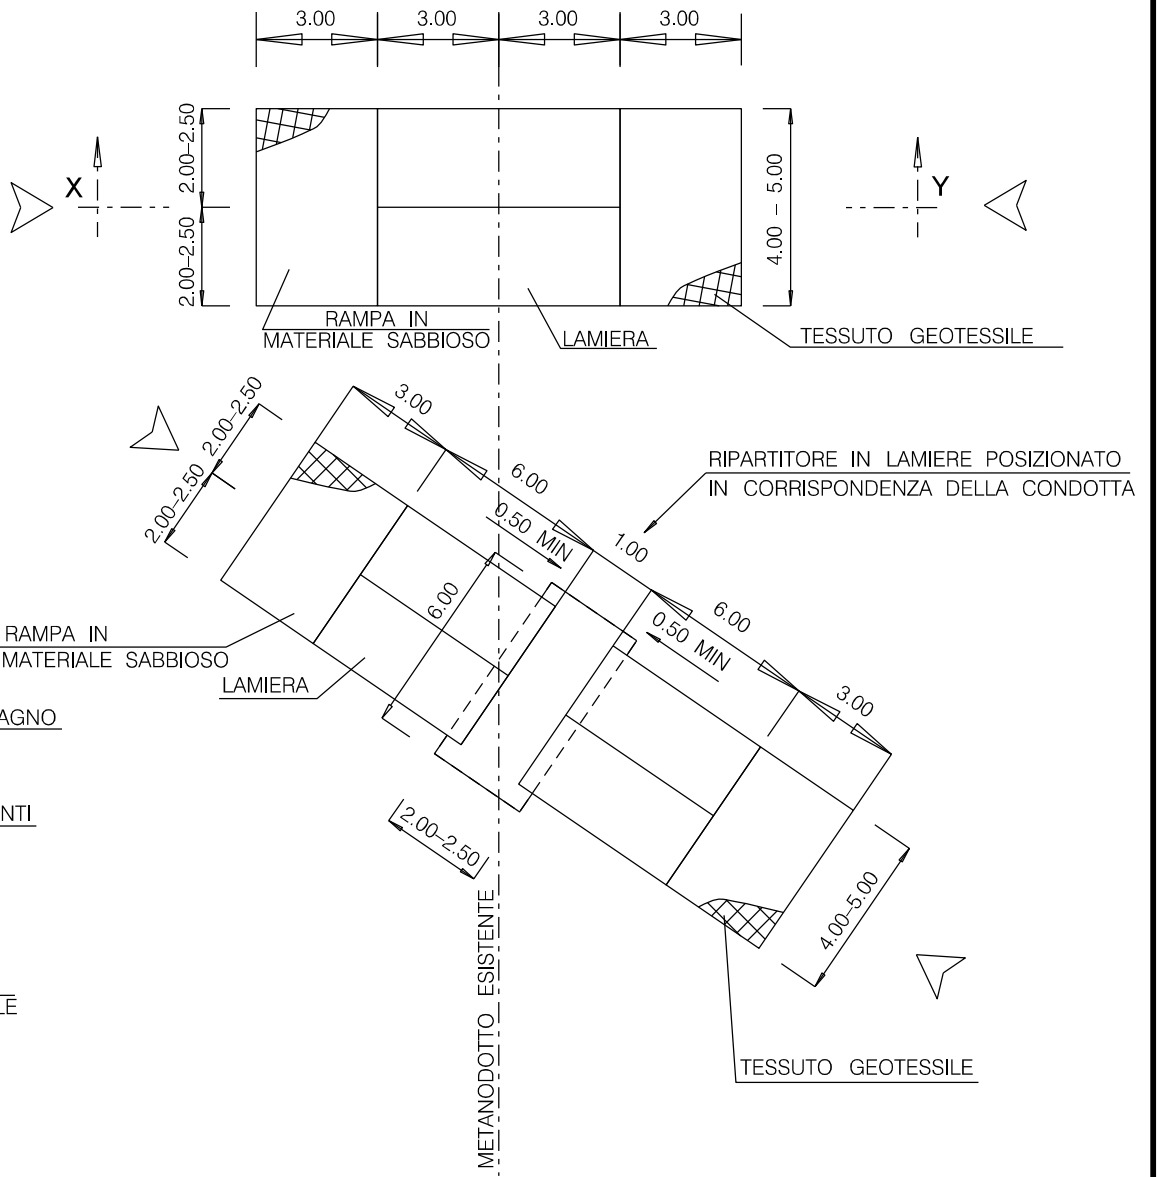 3.00 3.00 3.00 3.00
2.00-2.50
2.00-2.50
X
Y
4.00 - 5.00
RAMPA IN
MATERIALE SABBIOSO
LAMIERA
TESSUTO GEOTESSILE
3.00
2.00-2.50
2.00-2.50
6.00
0.50 MIN
1.00
RIPARTITORE IN LAMIERE POSIZIONATO
IN CORRISPONDENZA DELLA CONDOTTA
6.00
6.00
0.50 MIN
3.00
RAMPA IN
MATERIALE SABBIOSO
LAMIERA
AGNO
NTI
2.00-2.50
4.00-5.00
METANODOTTO ESISTENTE
LE
TESSUTO GEOTESSILE